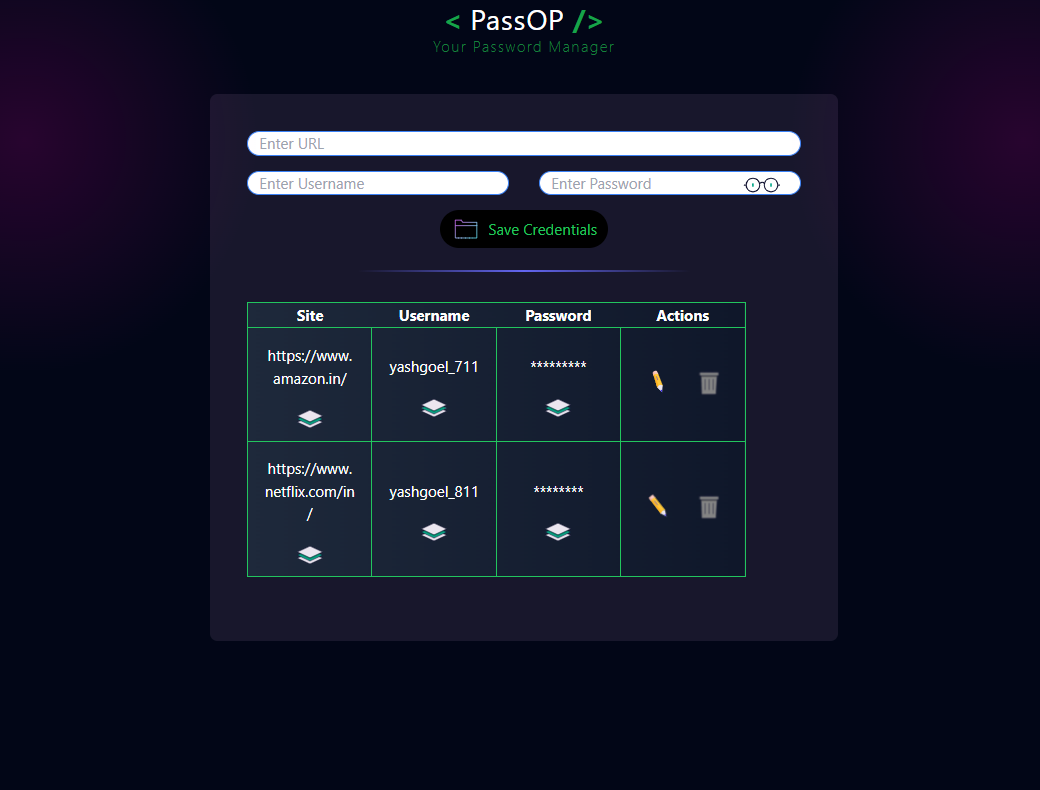 < PassOP />
Your Password Manager
Enter URL
Enter Username Enter Password
Save Credentials
Site Username Password Actions
https://www.
amazon.in/
yashgoel_711
*********
https://www.
netflix.com/in
/
yashgoel_811
********